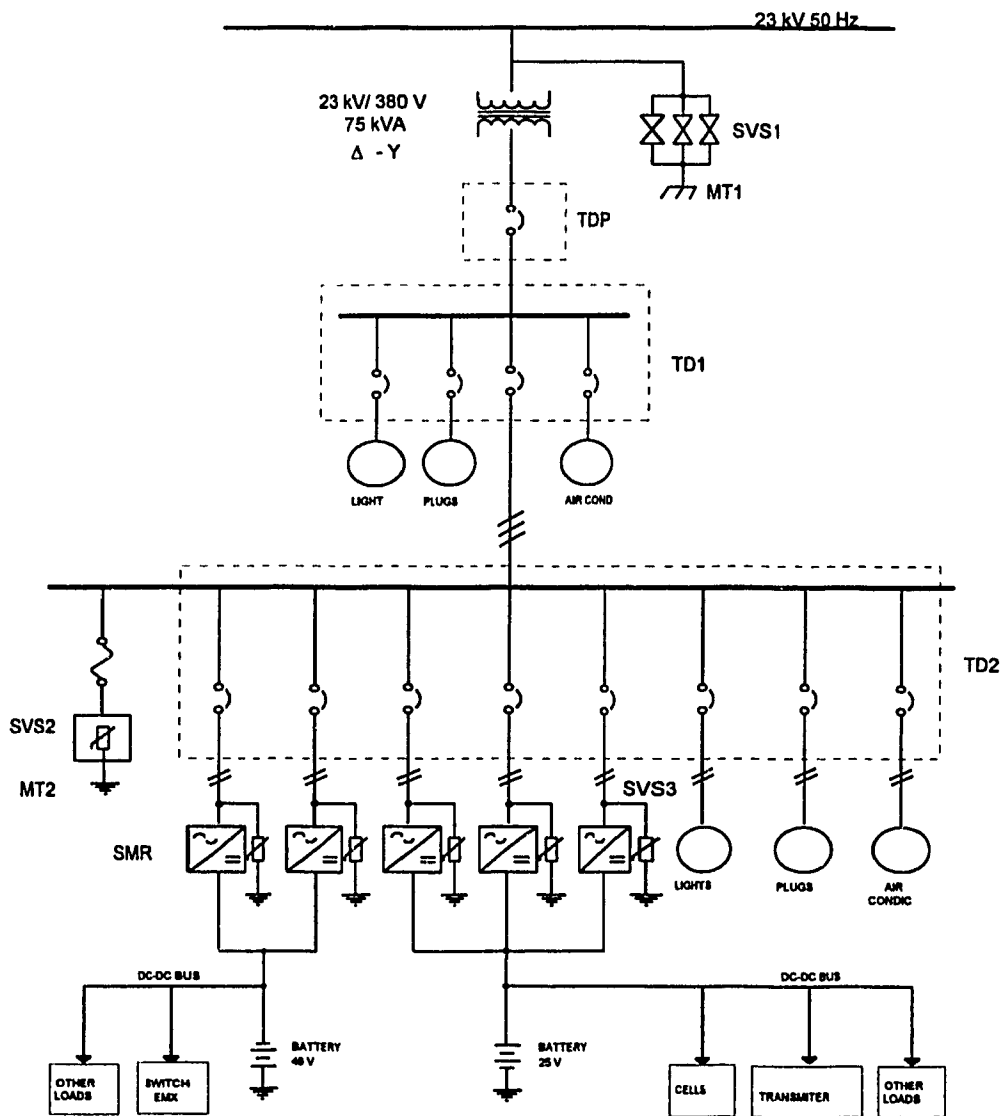 23 kV 50 Hz
23 kV/ 380 V
75 kVA
Δ - Y
SVS1
MT1
TDP
TD1
LIGHT
PLUGS
AIR COND
TD2
SVS2
MT2
SVS3
SMR
LIGHTS
PLUGS
AIR
CONDIC
DC-DC BUS
DC-DC BUS
BATTERY
48 V
BATTERY
25 V
OTHER
LOADS
SWITCH
EMX
CELLS
TRANSMITER
OTHER
LOADS